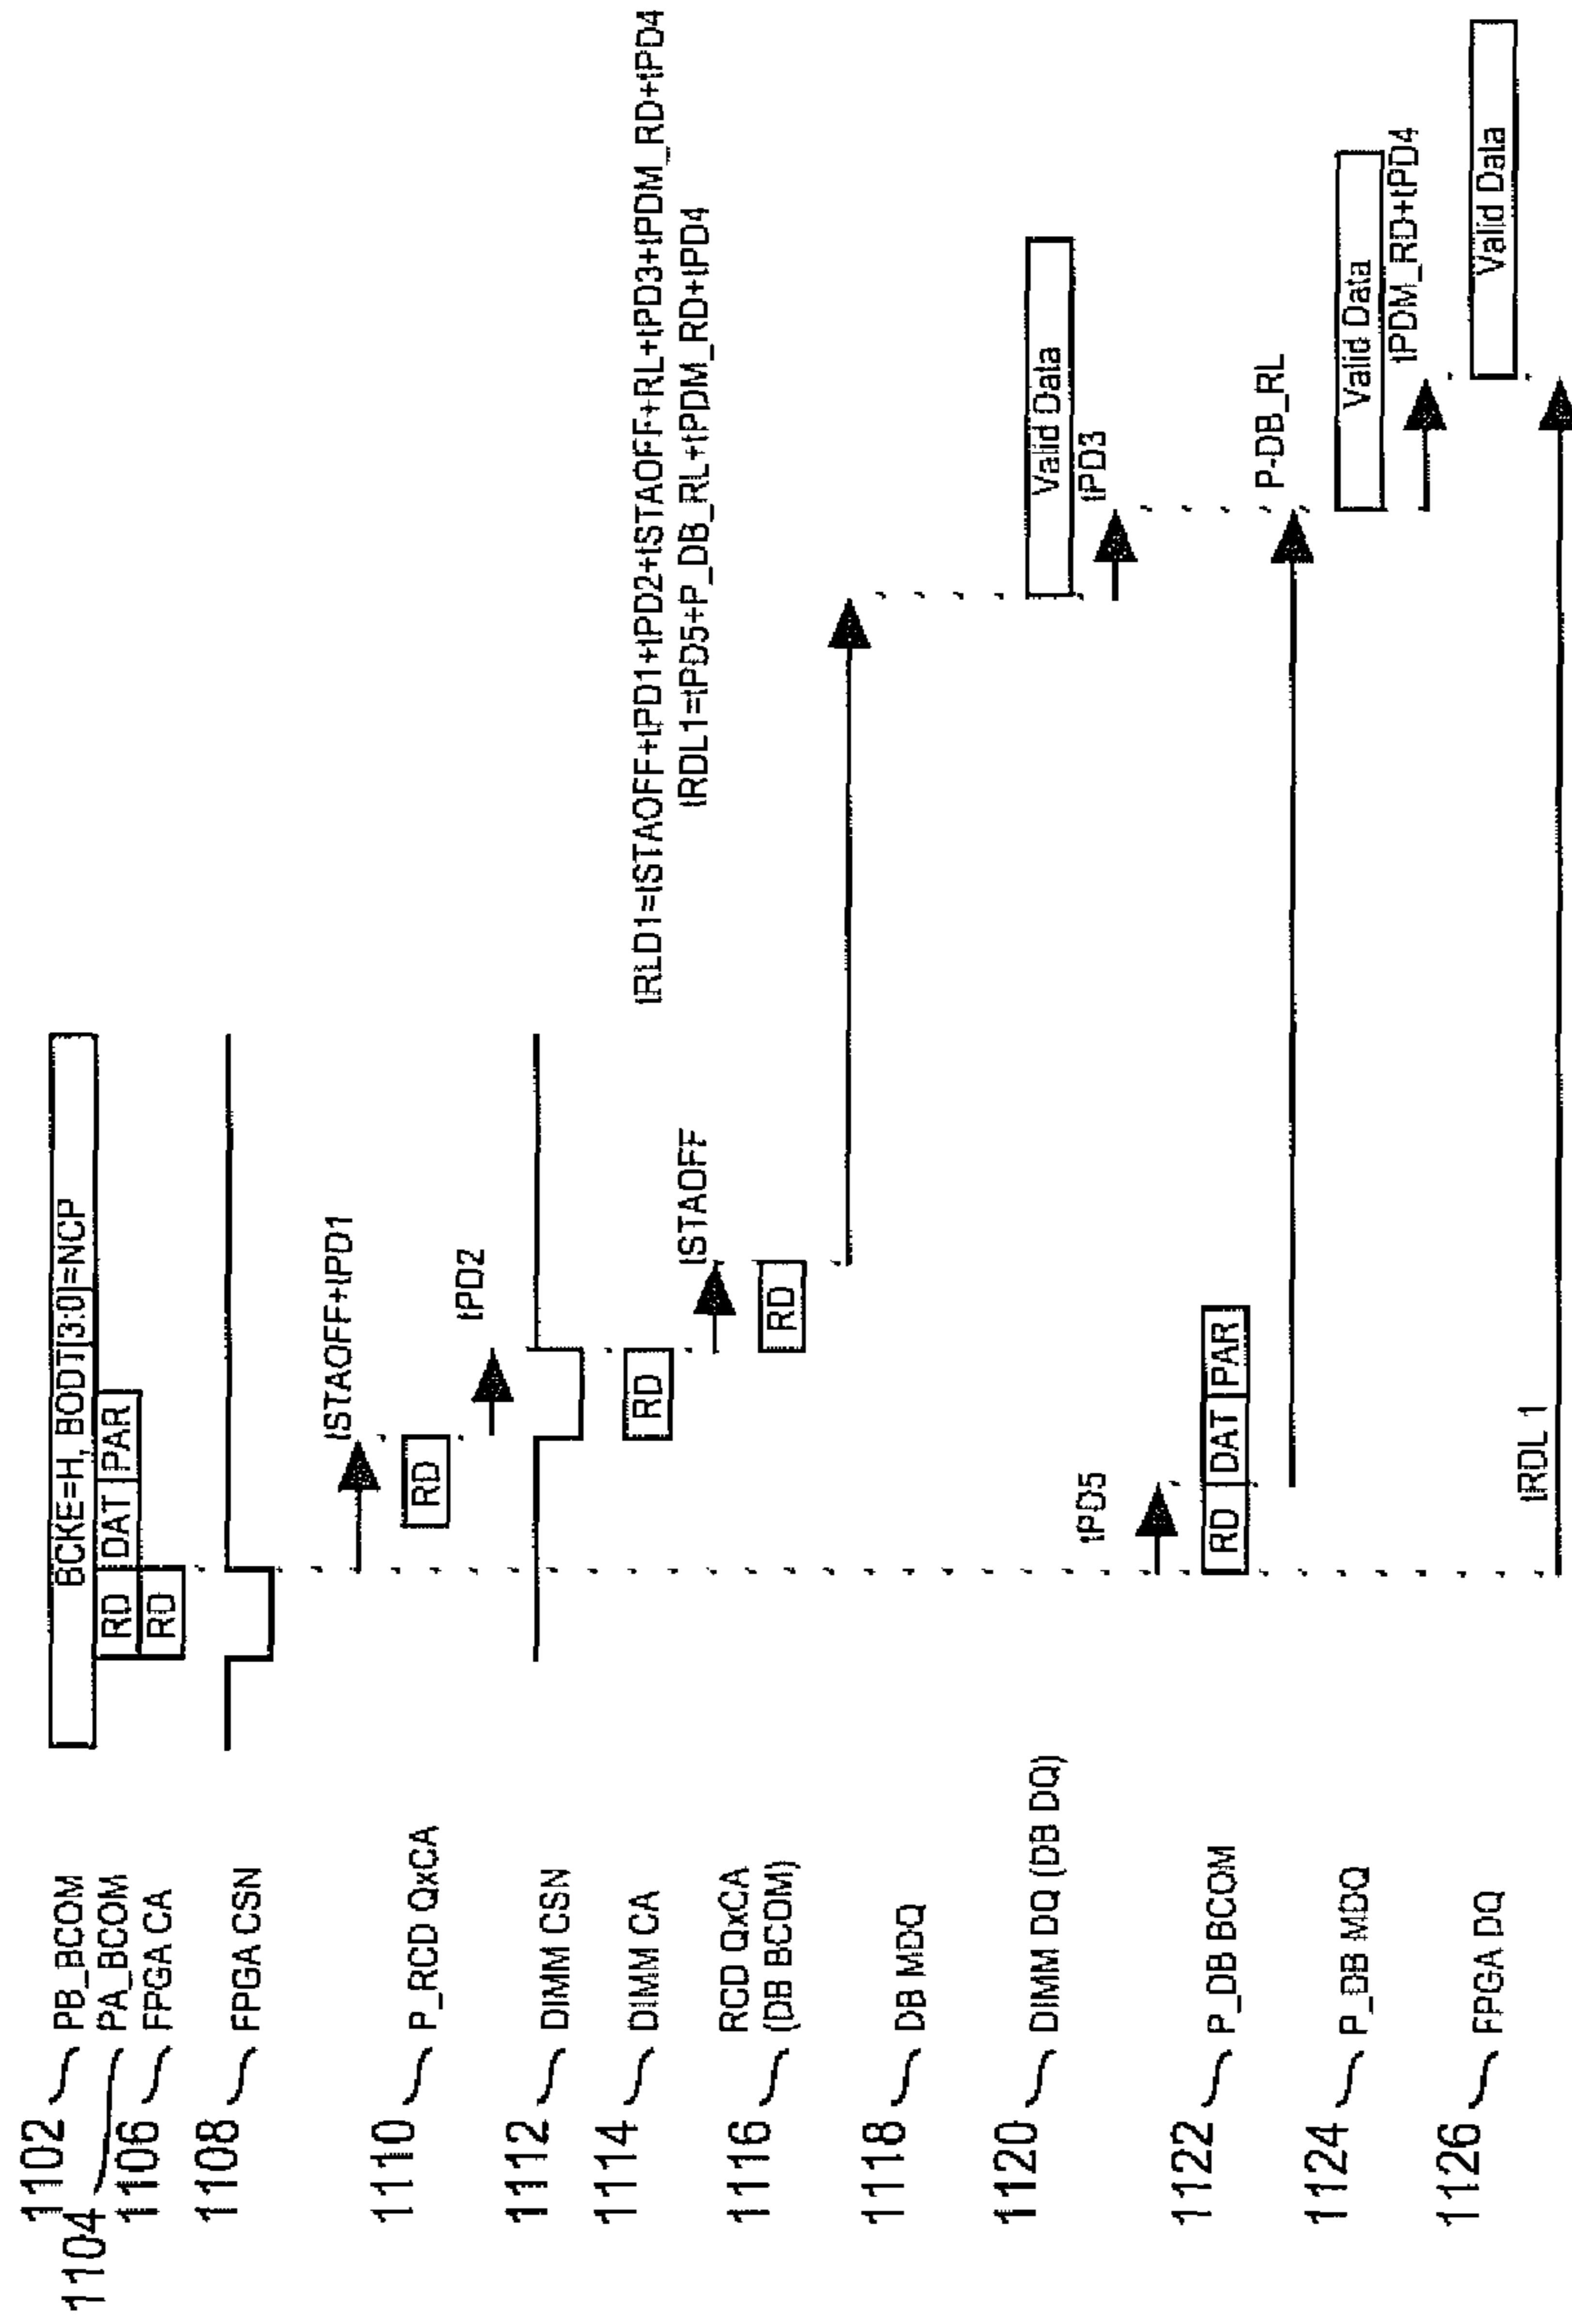 1102 PB_BCOM BCKE=H, BODT[3:0]=NCP
1104 PA_BCOM RD DAT PAR
1106 FPGA CA RD
1108 FPGA CSN
tSTAOFF+tPD1
1110 P_RCD QxCA RD
tPD2
1112 DIMM CSN
1114 DIMM CA RD
tRLD1=tSTAOFF+tPD1+tPD2+tSTAOFF+RL+tPD3+tPDM_RD+tPD4
tRDL1=tPD5+P_DB_RL+tPDM_RD+tPD4
tSTAOFF
1116 RCD QxCA
(DB BCOM) RD
1118 DB MDQ
1120 DIMM DQ (DB DQ) Valid Data
tPD3
tPD5
1122 P_DB BCOM RD DAT PAR
P-DB_RL
1124 P_DB MDQ Valid Data
tPDM_RD+tPD4
1126 FPGA DQ Valid Data
tRDL1